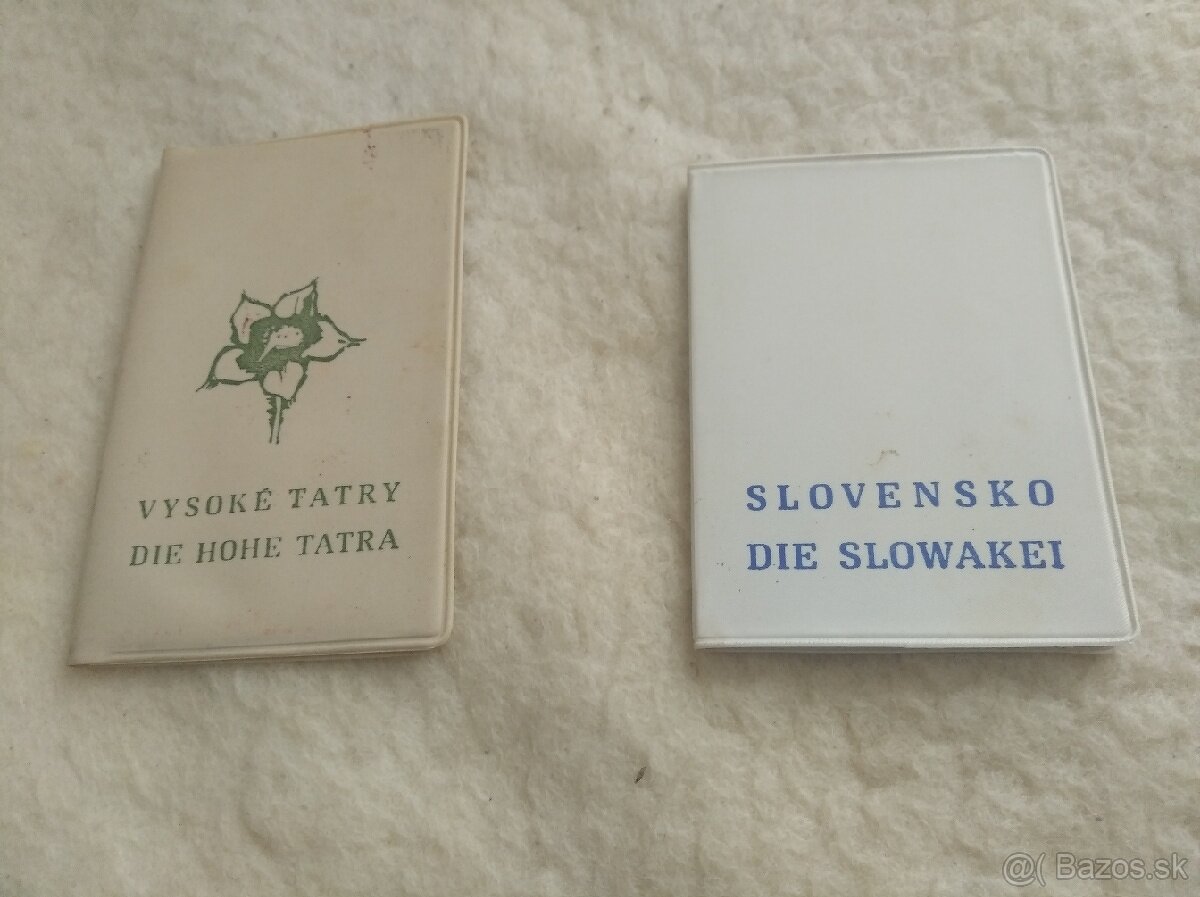 VYSOKÉ TATRY
DIE HOHE TATRA
SLOVENSKO
DIE SLOWAKEI
@( Bazos.sk